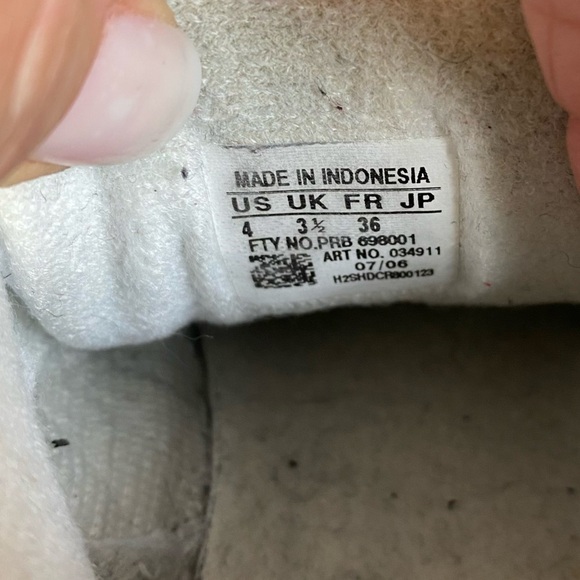 MADE IN INDONESIA
US UK FR JP
4 3½ 36
FTY NO.PRB 698001
ART NO. 034911
07/06
H2SHDCR800123